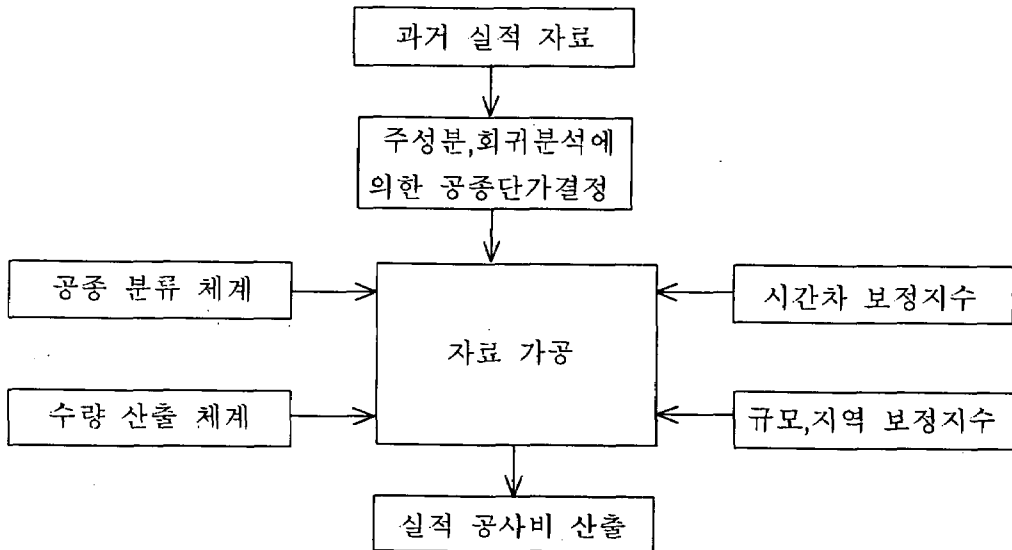 과거 실적 자료
주성분,회귀분석에
의한 공종단가결정
공종 분류 체계
시간차 보정지수
자료 가공
수량 산출 체계
규모,지역 보정지수
실적 공사비 산출